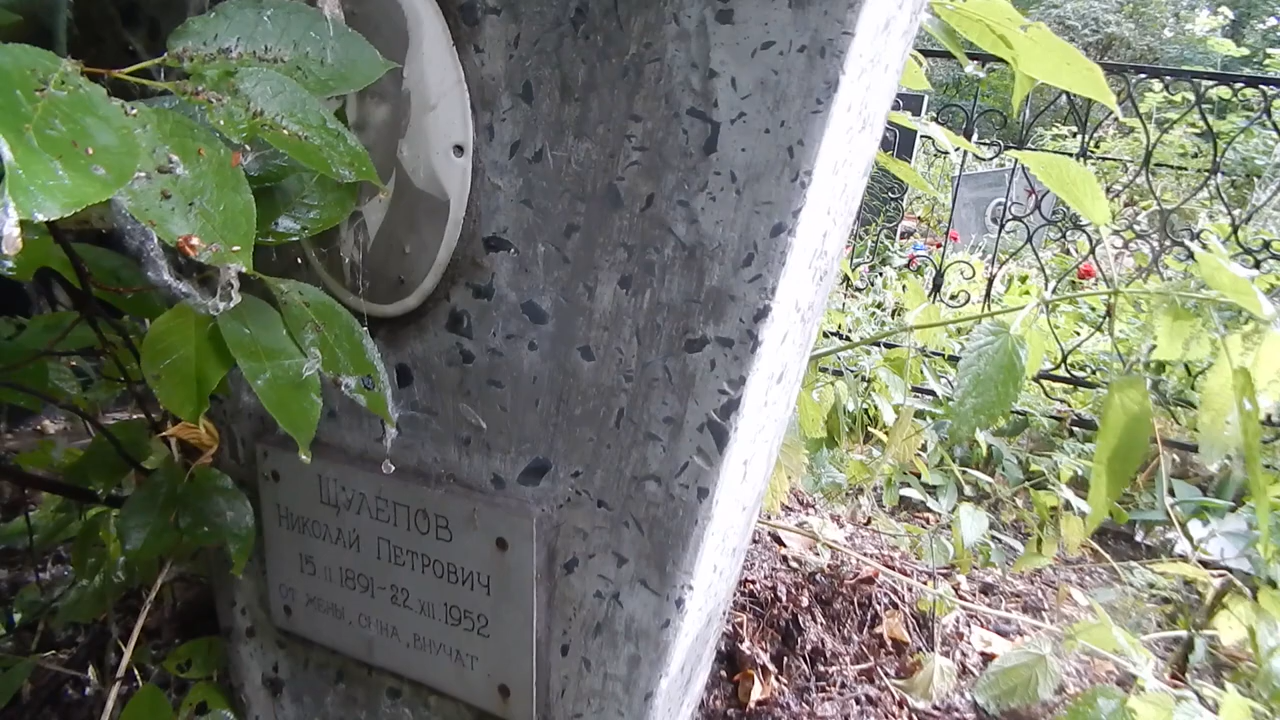 ЩУЛЕПОВ
НИКОЛАЙ ПЕТРОВИЧ
15.II.1891-22.XII.1952
ОТ ЖЕНЫ, СЫНА, ВНУЧАТ